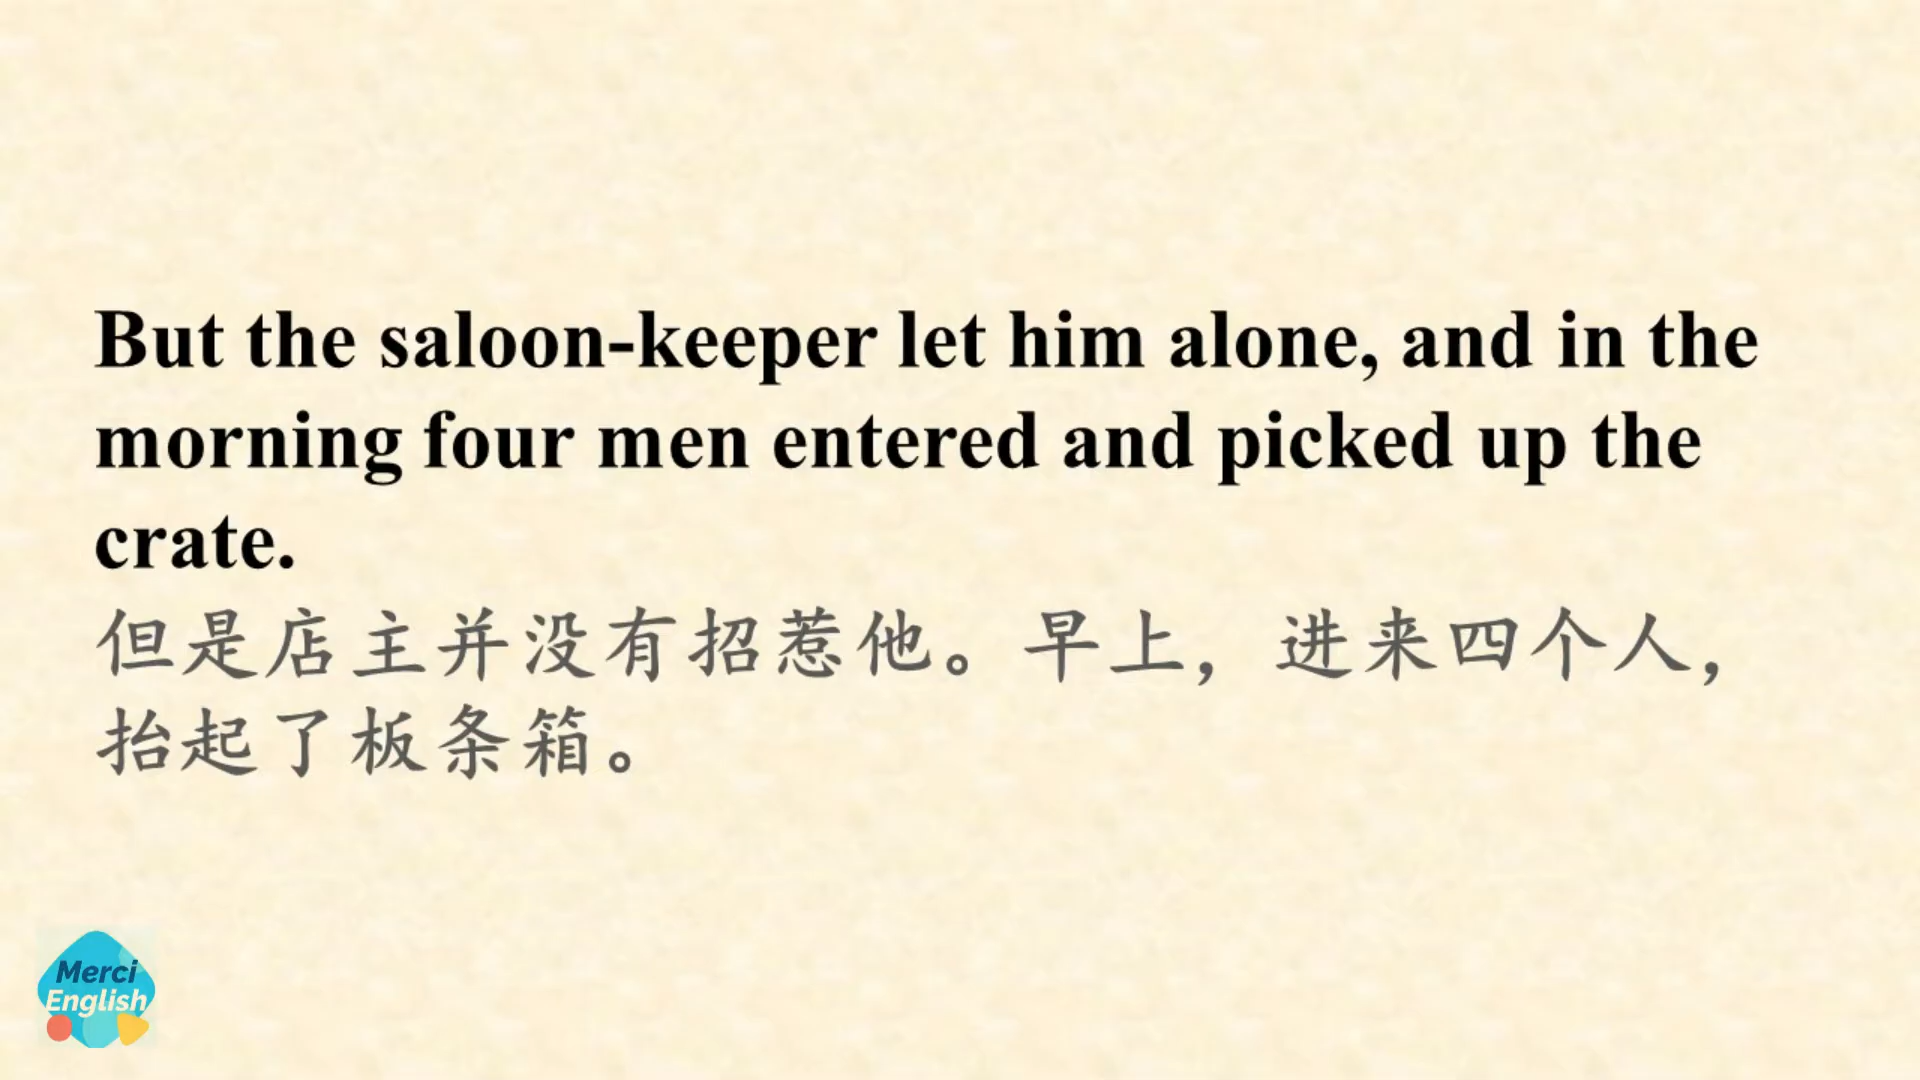 But the saloon-keeper let him alone, and in the
morning four men entered and picked up the
crate.
但是店主并没有招惹他。早上，进来四个人，
抬起了板条箱。
Merci
English